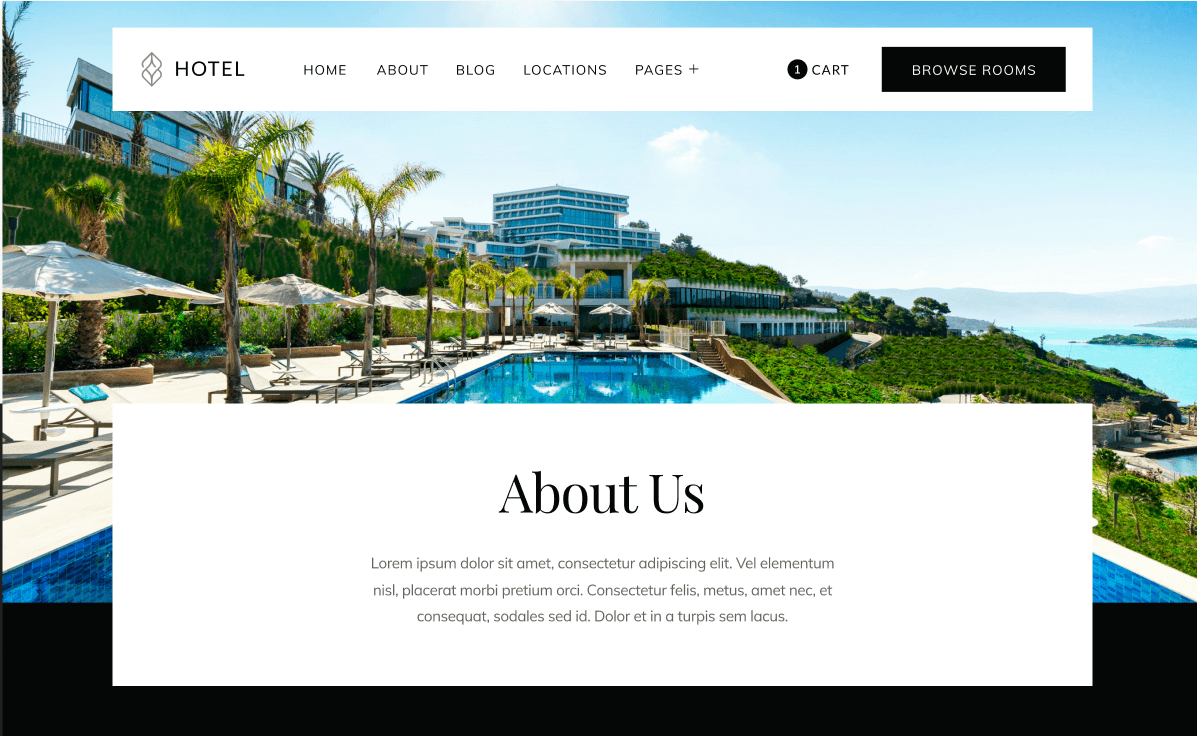 HOTEL HOME ABOUT BLOG LOCATIONS PAGES + 1 CART BROWSE ROOMS
About Us
Lorem ipsum dolor sit amet, consectetur adipiscing elit. Vel elementum
nisl, placerat morbi pretium orci. Consectetur felis, metus, amet nec, et
consequat, sodales sed id. Dolor et in a turpis sem lacus.